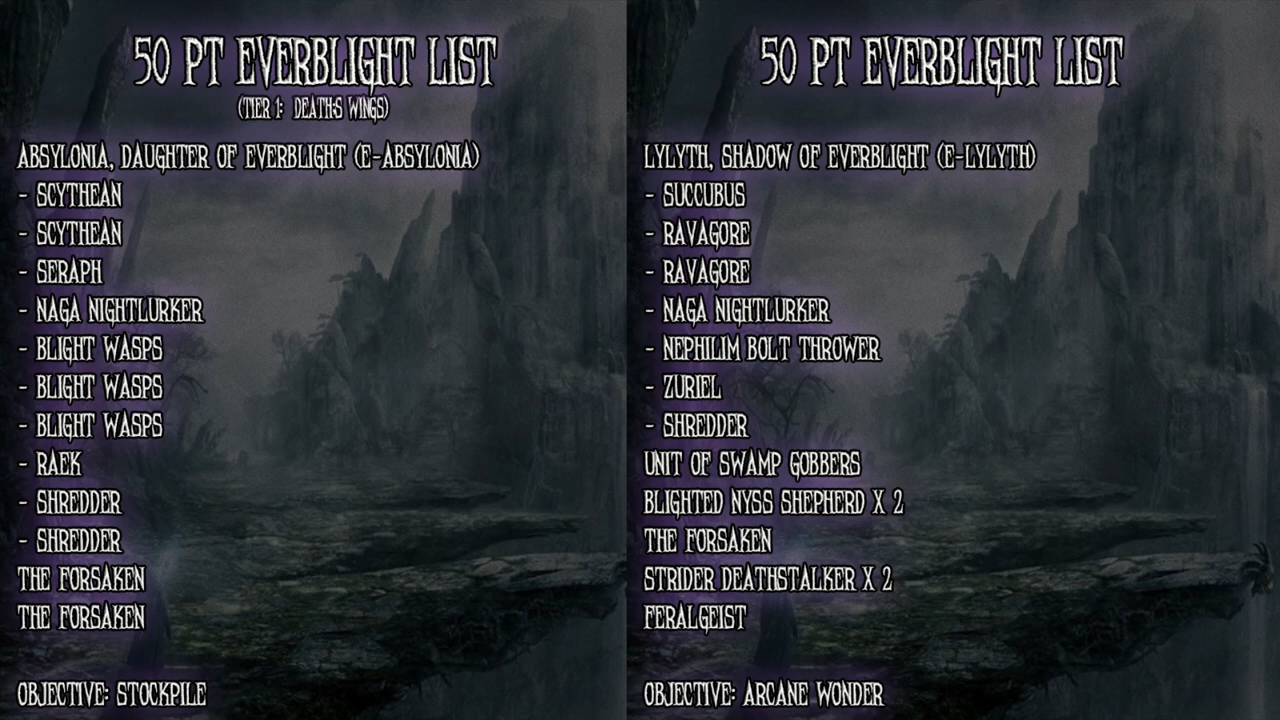 50 PT EVERBLIGHT LIST
(TIER 1: DEATH'S WINGS)
ABSYLONIA, DAUGHTER OF EVERBLIGHT (E-ABSYLONIA)
- SCYTHEAN
- SCYTHEAN
- SERAPH
- NAGA NIGHTLURKER
- BLIGHT WASPS
- BLIGHT WASPS
- BLIGHT WASPS
- RAEK
- SHREDDER
- SHREDDER
THE FORSAKEN
THE FORSAKEN
OBJECTIVE: STOCKPILE
50 PT EVERBLIGHT LIST
LYLYTH, SHADOW OF EVERBLIGHT (E-LYLYTH)
- SUCCUBUS
- RAVAGORE
- RAVAGORE
- NAGA NIGHTLURKER
- NEPHILIM BOLT THROWER
- ZURIEL
- SHREDDER
UNIT OF SWAMP GOBBERS
BLIGHTED NYSS SHEPHERD X 2
THE FORSAKEN
STRIDER DEATHSTALKER X 2
FERALGEIST
OBJECTIVE: ARCANE WONDER